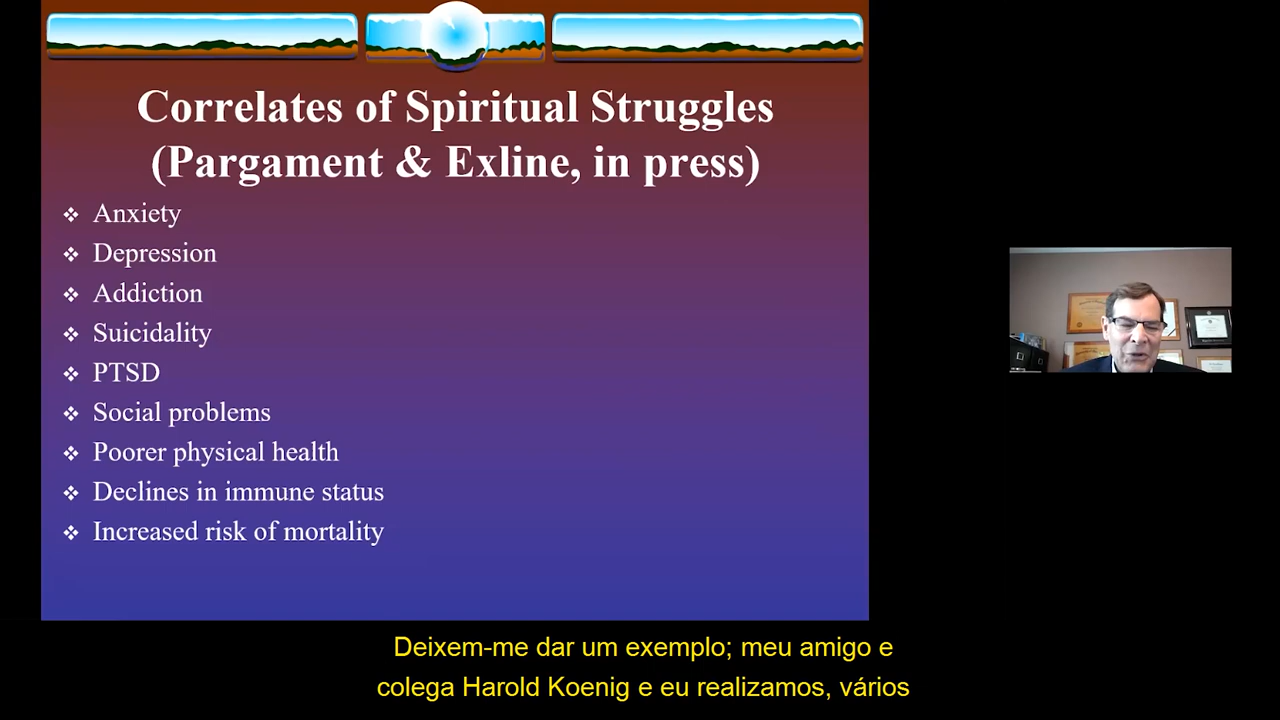 Correlates of Spiritual Struggles
(Pargament & Exline, in press)
❖ Anxiety
❖ Depression
❖ Addiction
❖ Suicidality
❖ PTSD
❖ Social problems
❖ Poorer physical health
❖ Declines in immune status
❖ Increased risk of mortality
Deixem-me dar um exemplo; meu amigo e
colega Harold Koenig e eu realizamos, vários